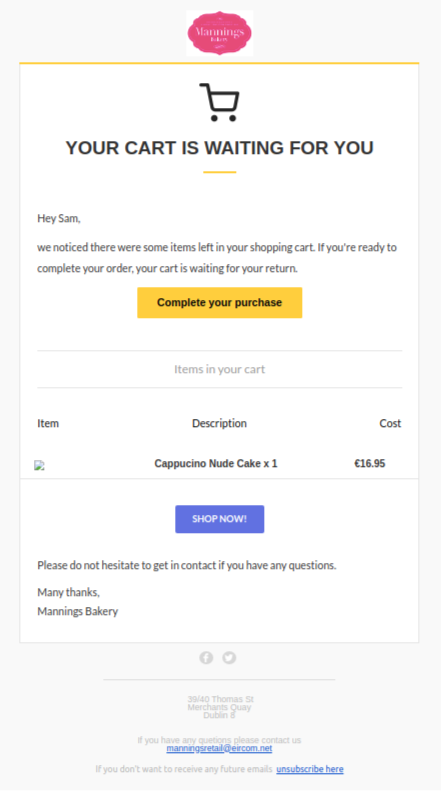 Mannings
Bakery
YOUR CART IS WAITING FOR YOU
Hey Sam,
we noticed there were some items left in your shopping cart. If you're ready to
complete your order, your cart is waiting for your return.
Complete your purchase
Items in your cart
Item Description Cost
Cappucino Nude Cake x 1 €16.95
SHOP NOW!
Please do not hesitate to get in contact if you have any questions.
Many thanks,
Mannings Bakery
39/40 Thomas St
Merchants Quay
Dublin 8
if you have any quetions please contact us
manningsretail@eircom.net
If you don't want to receive any future emails unsubscribe here